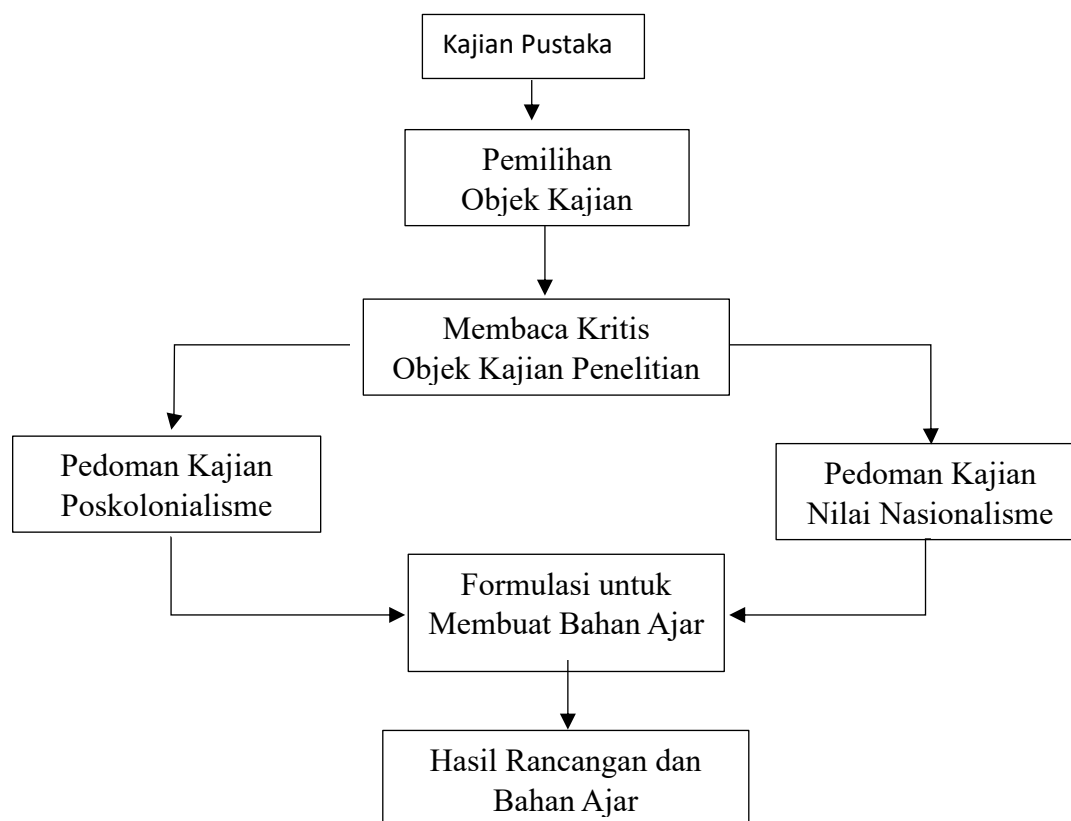 Kajian Pustaka
Pemilihan
Objek Kajian
Membaca Kritis
Objek Kajian Penelitian
Pedoman Kajian
Poskolonialisme
Pedoman Kajian
Nilai Nasionalisme
Formulasi untuk
Membuat Bahan Ajar
Hasil Rancangan dan
Bahan Ajar